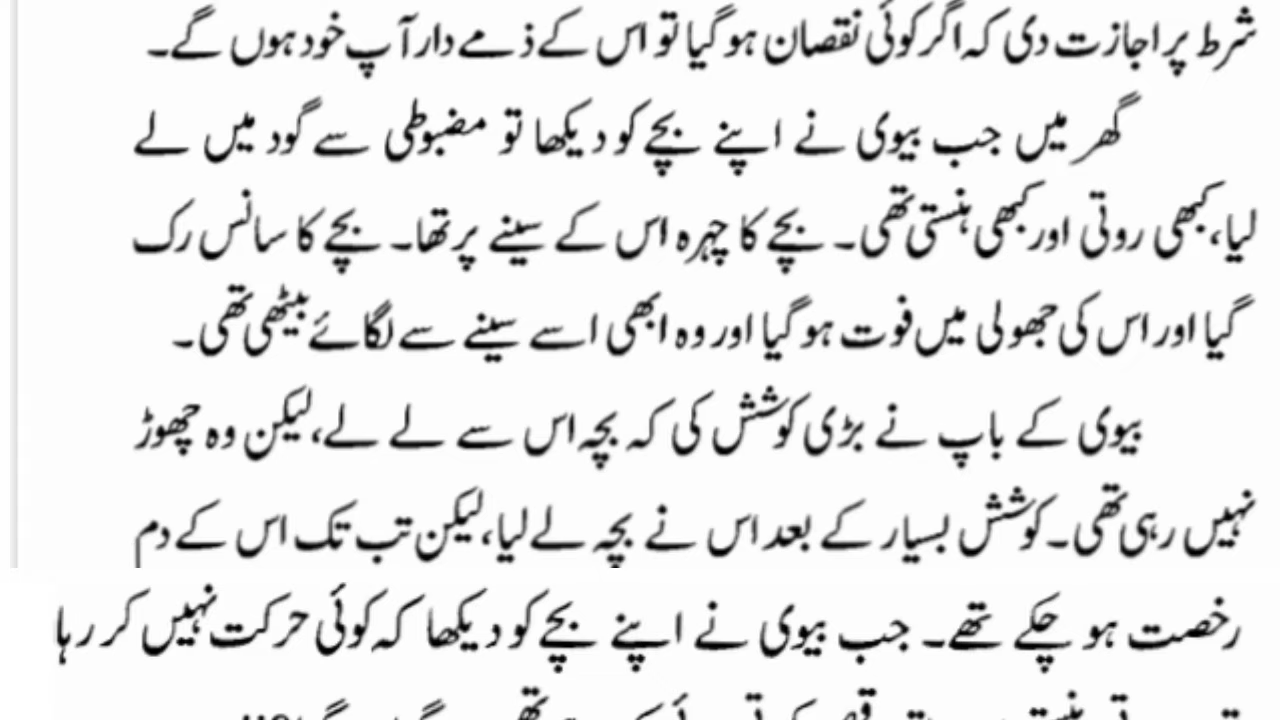 شرط پر اجازت دی کہ اگر کوئی نقصان ہو گیا تو اس کے ذمے دار آپ خود ہوں گے۔
گھر میں جب بیوی نے اپنے بچے کو دیکھا تو مضبوطی سے گود میں لے
لیا، کبھی روتی اور کبھی ہنستی تھی۔ بچے کا چہرہ اس کے سینے پر تھا۔ بچے کا سانس رک
گیا اور اس کی جھولی میں فوت ہو گیا اور وہ ابھی اسے سینے سے لگائے بیٹھی تھی۔
بیوی کے باپ نے بڑی کوشش کی کہ بچہ اس سے لے لے، لیکن وہ چھوڑ
نہیں رہی تھی۔ کوشش بسیار کے بعد اس نے بچہ لے لیا، لیکن تب تک اس کے دم
رخصت ہو چکے تھے۔ جب بیوی نے اپنے بچے کو دیکھا کہ کوئی حرکت نہیں کر رہا